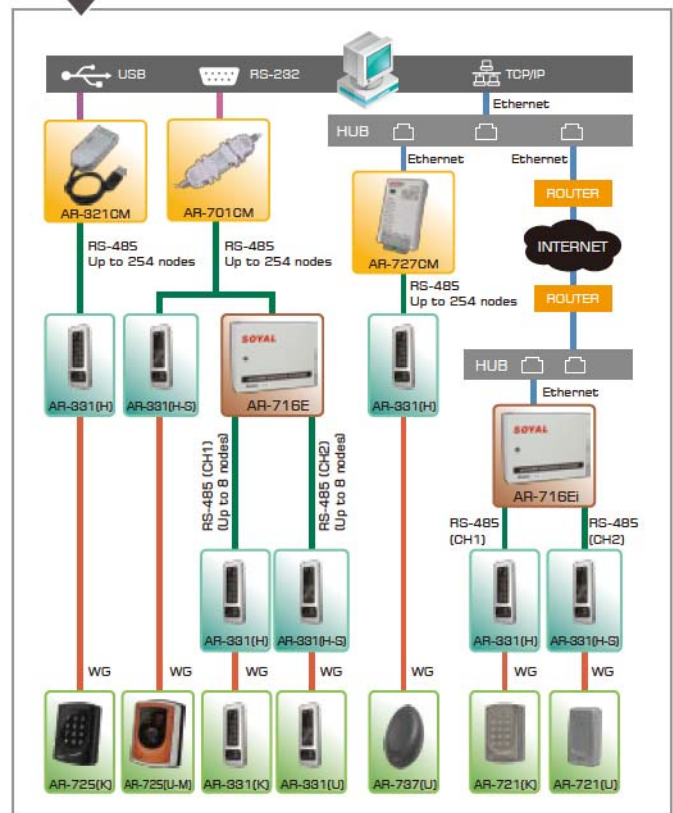 USB
RS-232
TCP/IP
Ethernet
HUB
Ethernet
Ethernet
AR-321CM
AR-701CM
AR-727CM
ROUTER
INTERNET
ROUTER
RS-485
Up to 254 nodes
RS-485
Up to 254 nodes
RS-485
Up to 254 nodes
HUB
Ethernet
AR-331(H)
AR-331(H-S)
SOYAL
AR-716E
AR-331(H)
SOYAL
AR-716Ei
RS-485 (CH1)
(Up to 8 nodes)
RS-485 (CH2)
(Up to 8 nodes)
RS-485
(CH1)
RS-485
(CH2)
AR-331(H)
AR-331(H-S)
AR-331(H)
AR-331(H-S)
WG
WG
WG
WG
WG
WG
WG
AR-725(K)
AR-725(U-M)
AR-331(K)
AR-331(U)
AR-737(U)
AR-721(K)
AR-721(U)